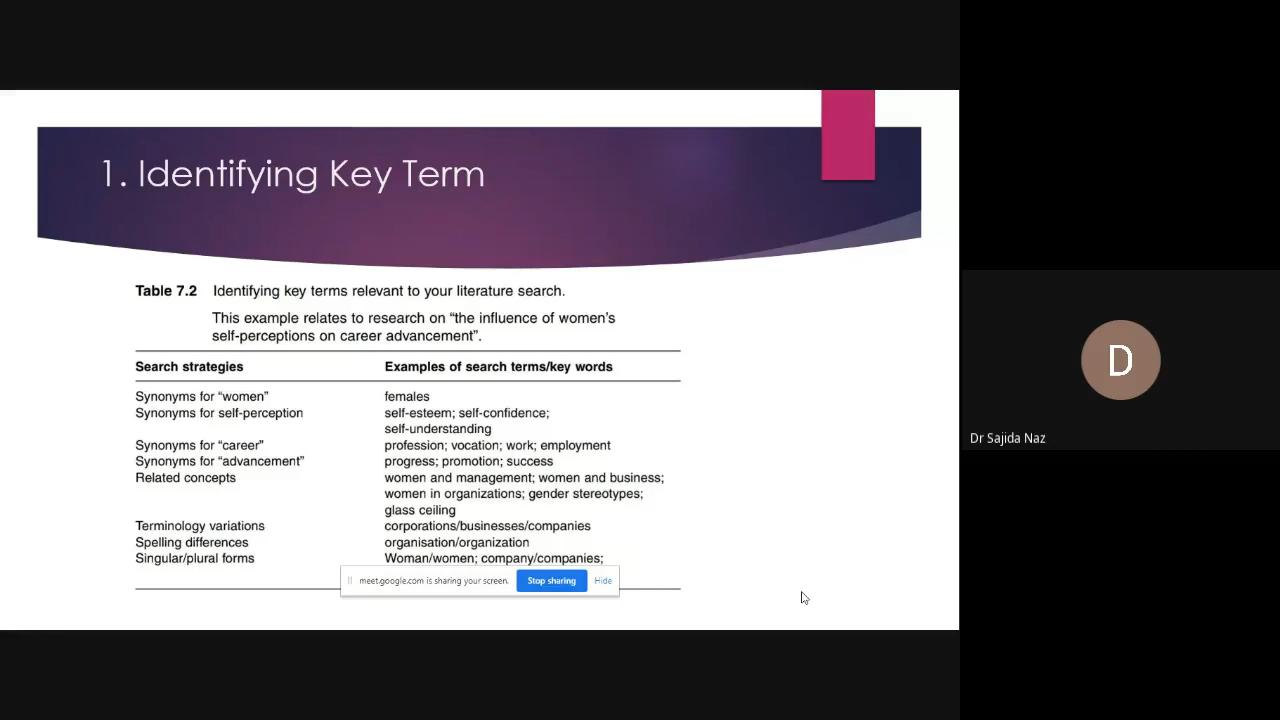 1. Identifying Key Term
Table 7.2 Identifying key terms relevant to your literature search.
This example relates to research on “the influence of women’s
self-perceptions on career advancement”.
Search strategies Examples of search terms/key words
Synonyms for “women” females
Synonyms for self-perception self-esteem; self-confidence;
self-understanding
Synonyms for “career” profession; vocation; work; employment
Synonyms for “advancement” progress; promotion; success
Related concepts women and management; women and business;
women in organizations; gender stereotypes;
glass ceiling
Terminology variations corporations/businesses/companies
Spelling differences organisation/organization
Singular/plural forms Woman/women; company/companies;
meet.google.com is sharing your screen. Stop sharing Hide
D
Dr Sajida Naz